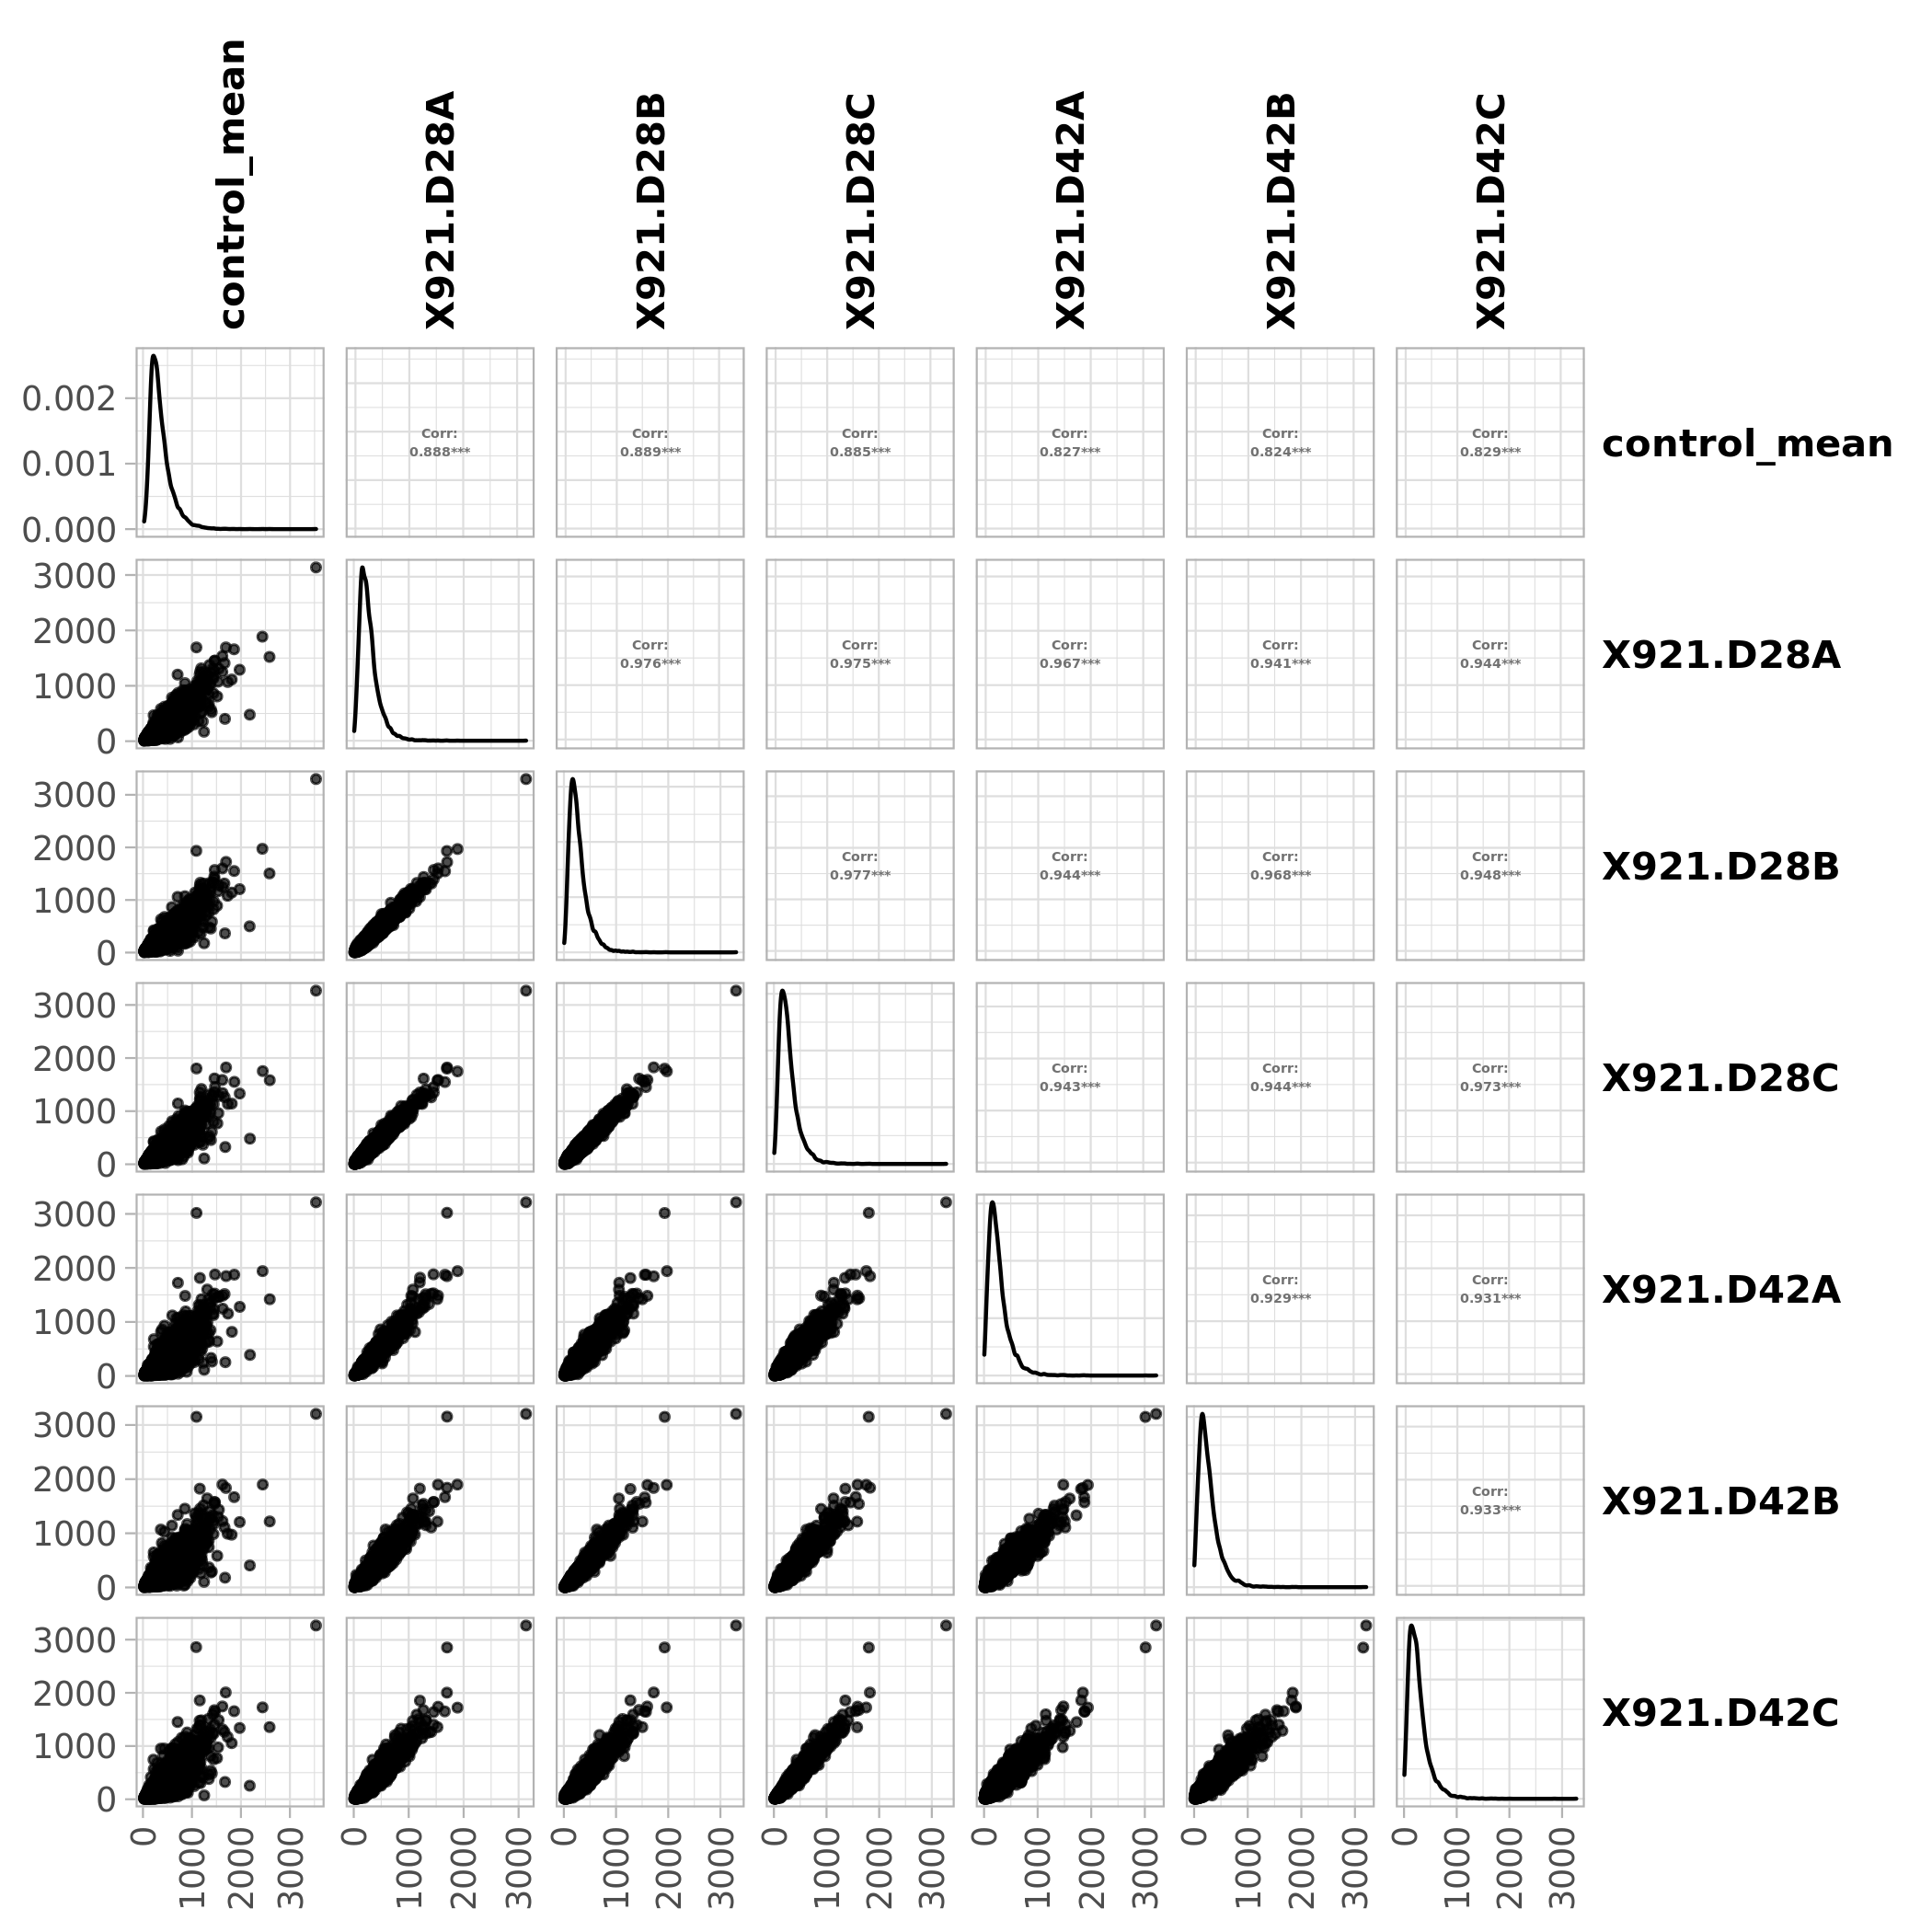 control_mean
X921.D28A
X921.D28B
X921.D28C
X921.D42A
X921.D42B
X921.D42C
0.002
0.001
0.000
Corr:
0.888***
Corr:
0.889***
Corr:
0.885***
Corr:
0.827***
Corr:
0.824***
Corr:
0.829***
control_mean
3000
2000
1000
0
Corr:
0.976***
Corr:
0.975***
Corr:
0.967***
Corr:
0.941***
Corr:
0.944***
X921.D28A
3000
2000
1000
0
Corr:
0.977***
Corr:
0.944***
Corr:
0.968***
Corr:
0.948***
X921.D28B
3000
2000
1000
0
Corr:
0.943***
Corr:
0.944***
Corr:
0.973***
X921.D28C
3000
2000
1000
0
Corr:
0.929***
Corr:
0.931***
X921.D42A
3000
2000
1000
0
Corr:
0.933***
X921.D42B
3000
2000
1000
0
X921.D42C
0
1000
2000
3000
0
1000
2000
3000
0
1000
2000
3000
0
1000
2000
3000
0
1000
2000
3000
0
1000
2000
3000
0
1000
2000
3000